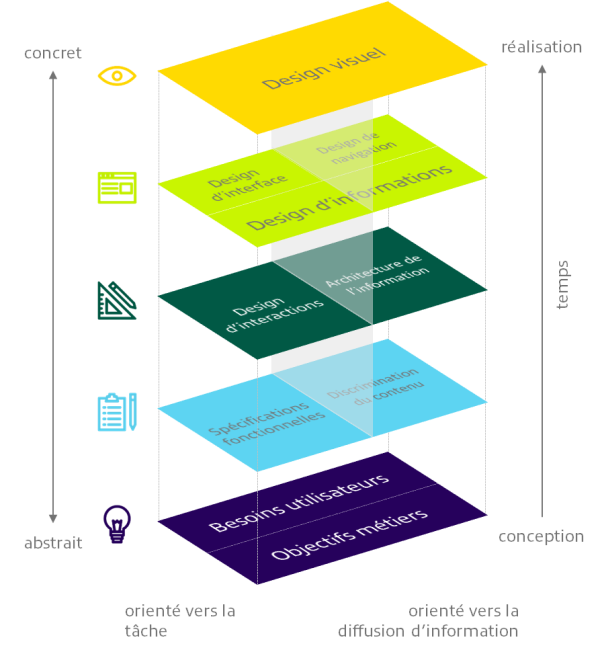 concret
réalisation
Design visuel
Design de
navigation
Design
d'interface
Design d'informations
Architecture de
l'information
Design
d'interactions
temps
Discrimination
du contenu
Spécifications
fonctionnelles
Besoins utilisateurs
Objectifs métiers
abstrait
conception
orienté vers la
tâche
orienté vers la
diffusion d'information